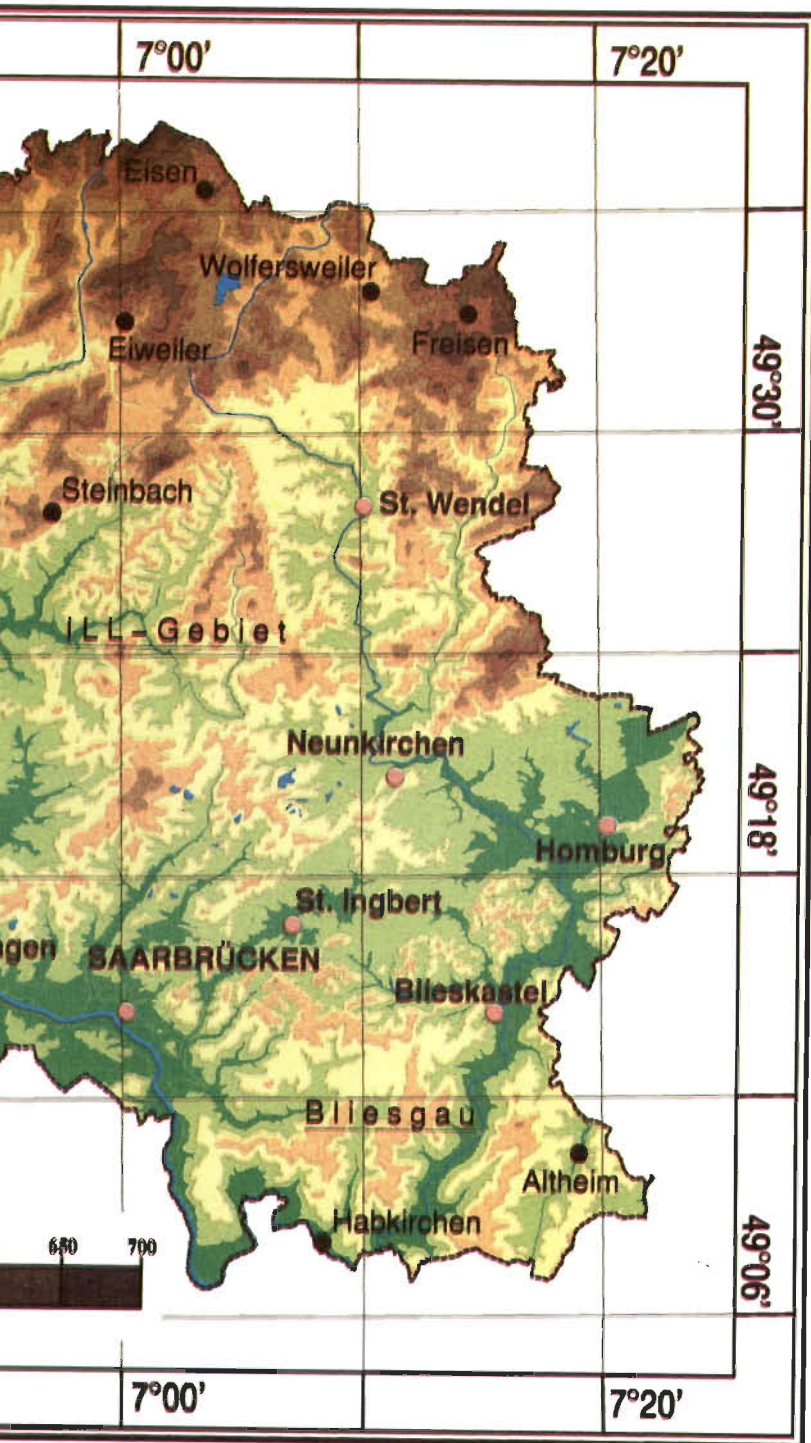 7°00'
7°20'
Eisen
Wolfersweiler
Eiweiler
Freisen
49°30'
Steinbach
St. Wendel
ILL-Gebiet
Neunkirchen
49°18'
Homburg
St. Ingbert
ngen
SAARBRÜCKEN
Blieskastel
Bliesgau
Altheim
Habkirchen
650
700
49°06'
7°00'
7°20'